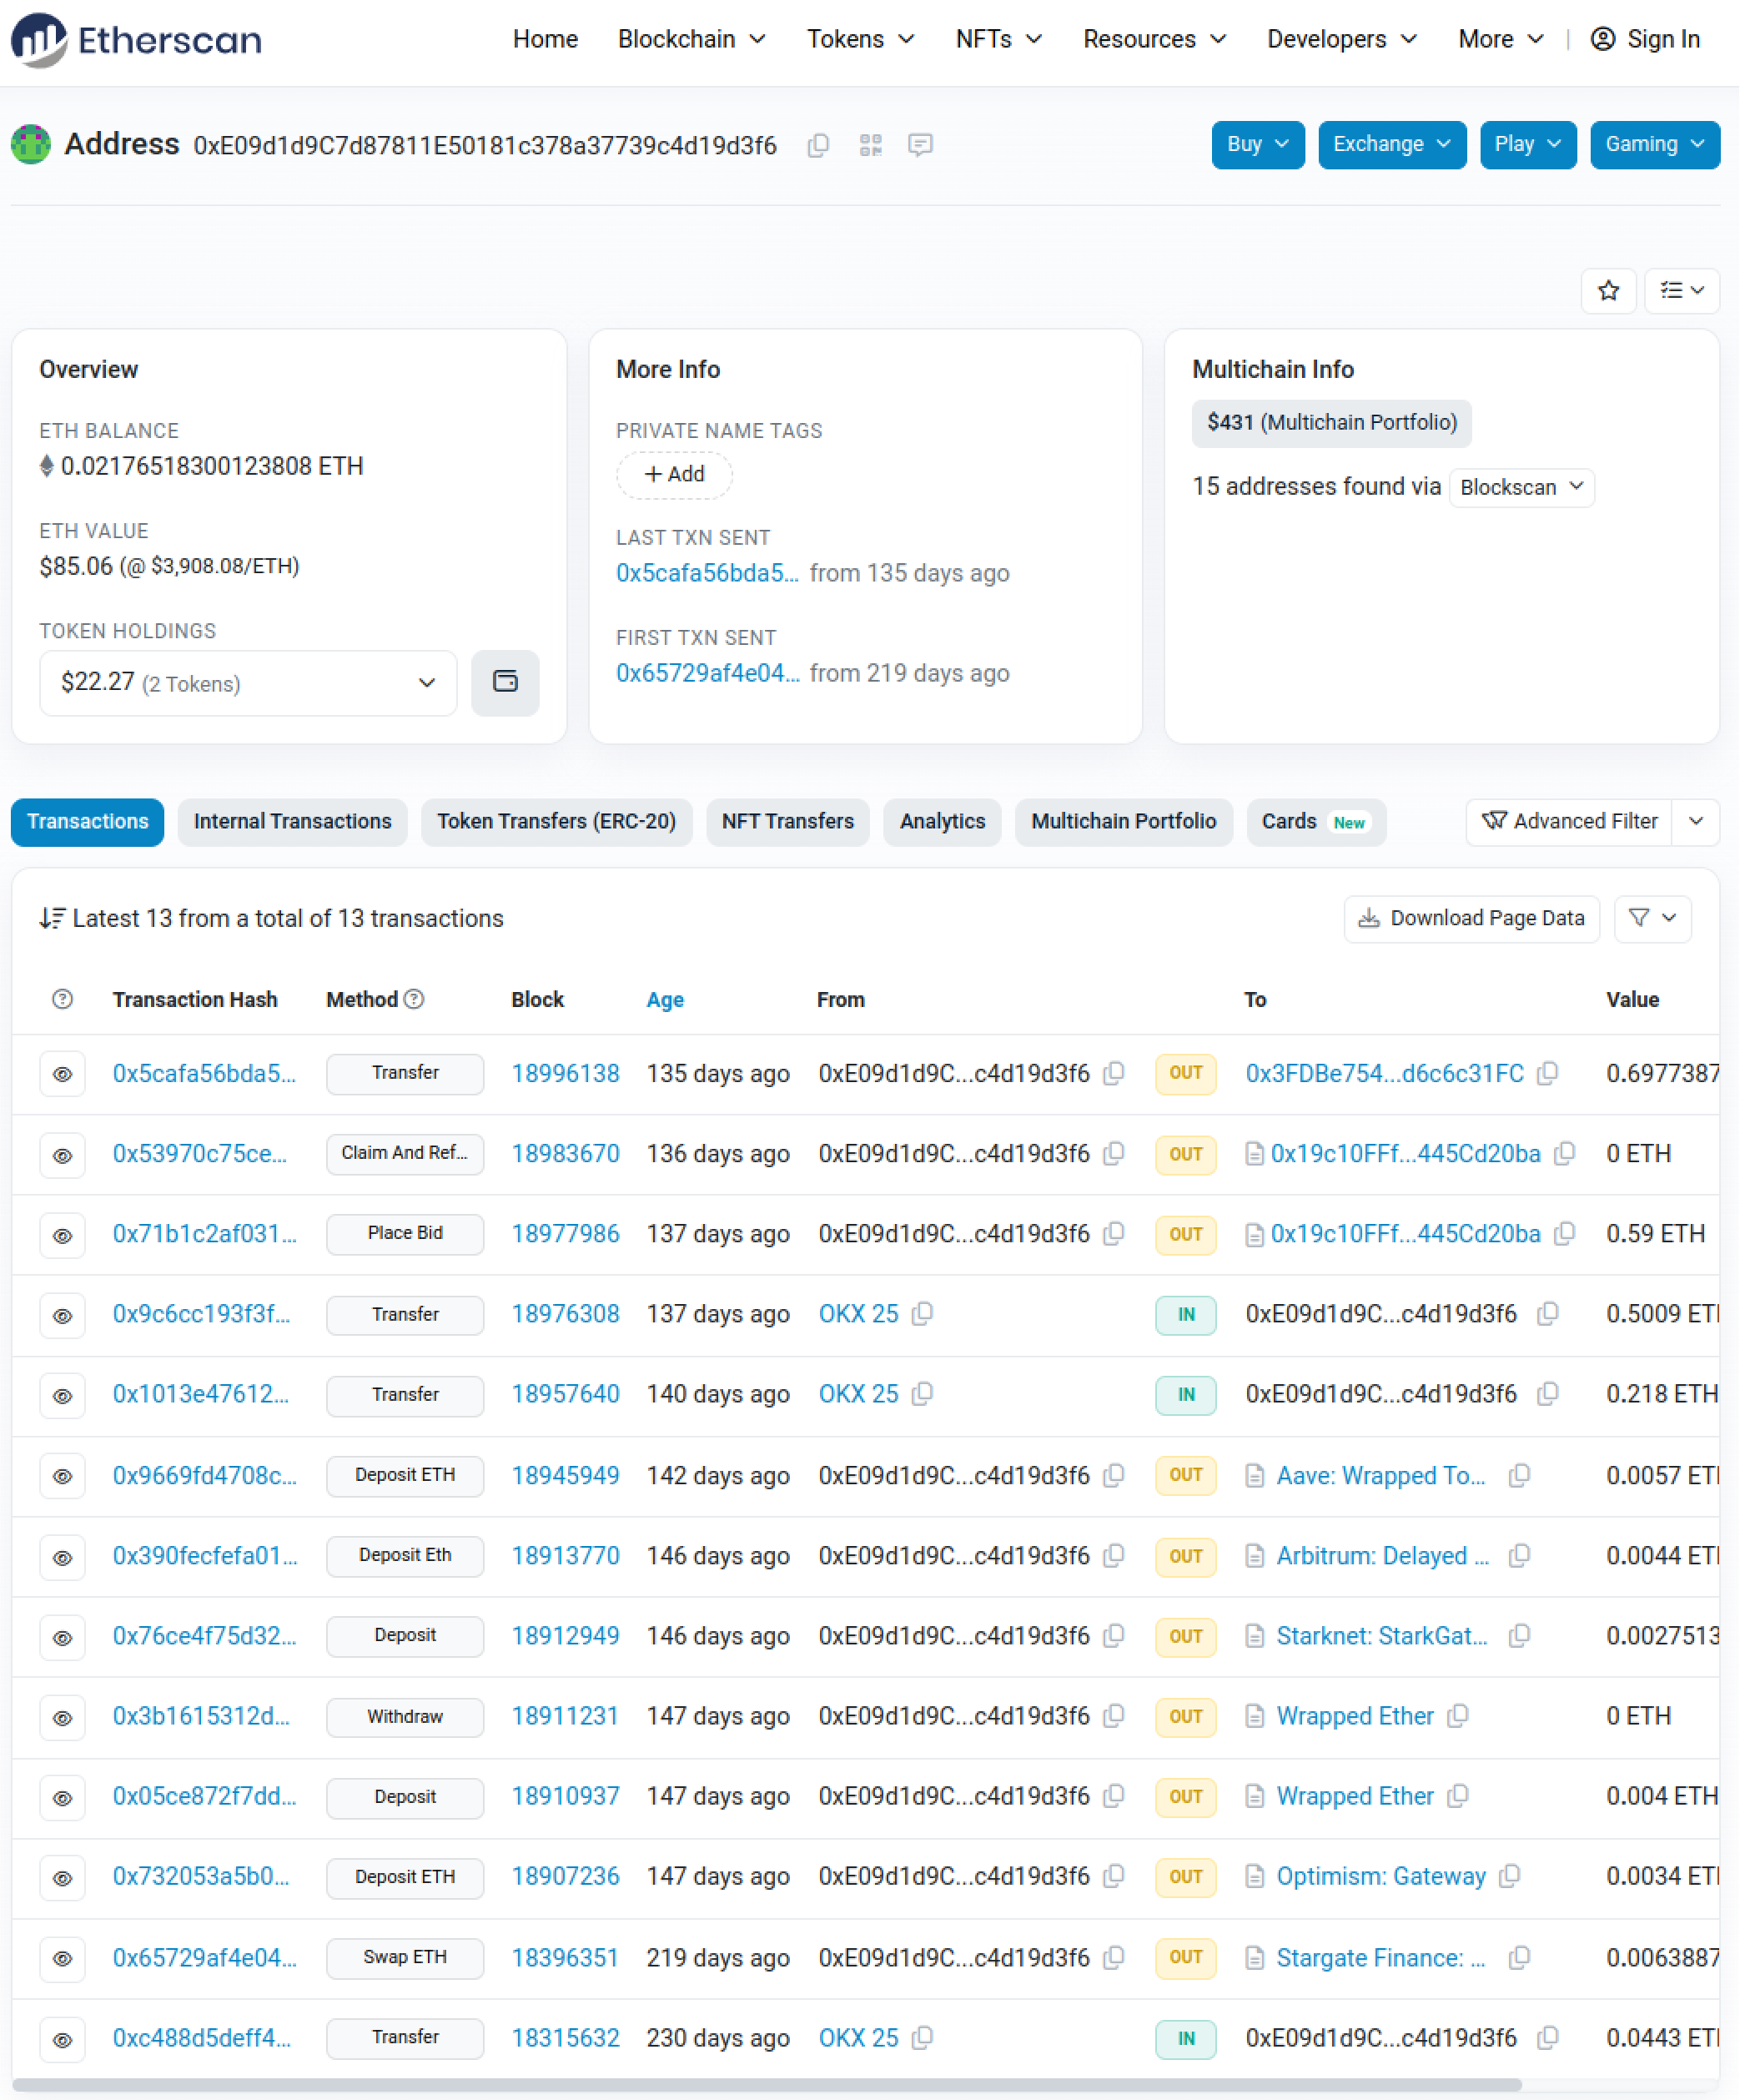 Etherscan
Home Blockchain Tokens NFTs Resources Developers More | Sign In
Address 0xE09d1d9C7d87811E50181c378a37739c4d19d3f6
Buy Exchange Play Gaming
Overview
ETH BALANCE
0.02176518300123808 ETH
ETH VALUE
$85.06 (@ $3,908.08/ETH)
TOKEN HOLDINGS
$22.27 (2 Tokens)
More Info
PRIVATE NAME TAGS
+ Add
LAST TXN SENT
0x5cafa56bda5... from 135 days ago
FIRST TXN SENT
0x65729af4e04... from 219 days ago
Multichain Info
$431 (Multichain Portfolio)
15 addresses found via Blockscan
Transactions Internal Transactions Token Transfers (ERC-20) NFT Transfers Analytics Multichain Portfolio Cards New Advanced Filter
Latest 13 from a total of 13 transactions Download Page Data
Transaction Hash Method Block Age From To Value
0x5cafa56bda5... Transfer 18996138 135 days ago 0xE09d1d9C...c4d19d3f6 OUT 0x3FDBe754...d6c6c31FC 0.6977387
0x53970c75ce... Claim And Ref... 18983670 136 days ago 0xE09d1d9C...c4d19d3f6 OUT 0x19c10FFf...445Cd20ba 0 ETH
0x71b1c2af031... Place Bid 18977986 137 days ago 0xE09d1d9C...c4d19d3f6 OUT 0x19c10FFf...445Cd20ba 0.59 ETH
0x9c6cc193f3f... Transfer 18976308 137 days ago OKX 25 IN 0xE09d1d9C...c4d19d3f6 0.5009 ETH
0x1013e47612... Transfer 18957640 140 days ago OKX 25 IN 0xE09d1d9C...c4d19d3f6 0.218 ETH
0x9669fd4708c... Deposit ETH 18945949 142 days ago 0xE09d1d9C...c4d19d3f6 OUT Aave: Wrapped To... 0.0057 ETH
0x390fecfefa01... Deposit Eth 18913770 146 days ago 0xE09d1d9C...c4d19d3f6 OUT Arbitrum: Delayed ... 0.0044 ETH
0x76ce4f75d32... Deposit 18912949 146 days ago 0xE09d1d9C...c4d19d3f6 OUT Starknet: StarkGat... 0.0027513
0x3b1615312d... Withdraw 18911231 147 days ago 0xE09d1d9C...c4d19d3f6 OUT Wrapped Ether 0 ETH
0x05ce872f7dd... Deposit 18910937 147 days ago 0xE09d1d9C...c4d19d3f6 OUT Wrapped Ether 0.004 ETH
0x732053a5b0... Deposit ETH 18907236 147 days ago 0xE09d1d9C...c4d19d3f6 OUT Optimism: Gateway 0.0034 ETH
0x65729af4e04... Swap ETH 18396351 219 days ago 0xE09d1d9C...c4d19d3f6 OUT Stargate Finance: ... 0.0063887
0xc488d5deff4... Transfer 18315632 230 days ago OKX 25 IN 0xE09d1d9C...c4d19d3f6 0.0443 ETH